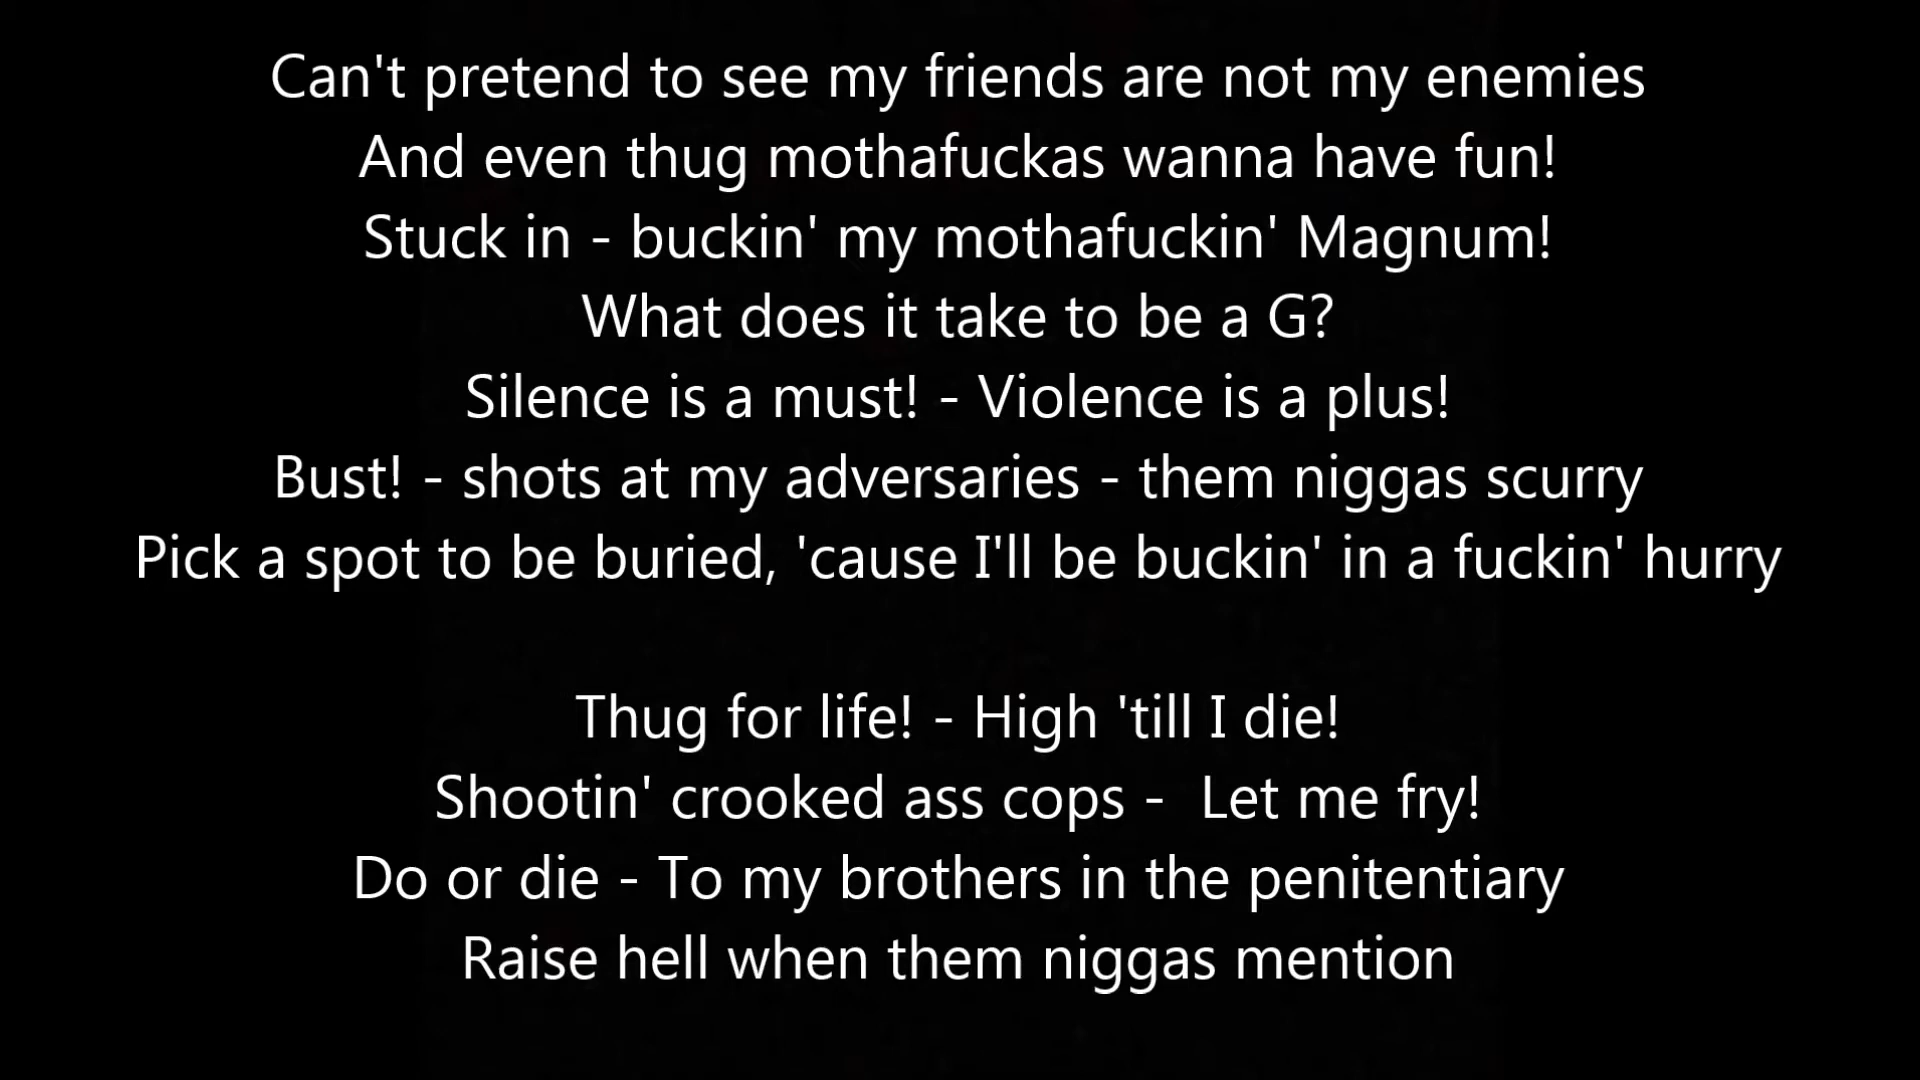 Can't pretend to see my friends are not my enemies
And even thug mothafuckas wanna have fun!
Stuck in - buckin' my mothafuckin' Magnum!
What does it take to be a G?
Silence is a must! - Violence is a plus!
Bust! - shots at my adversaries - them niggas scurry
Pick a spot to be buried, 'cause I'll be buckin' in a fuckin' hurry
Thug for life! - High 'till I die!
Shootin' crooked ass cops -  Let me fry!
Do or die - To my brothers in the penitentiary
Raise hell when them niggas mention